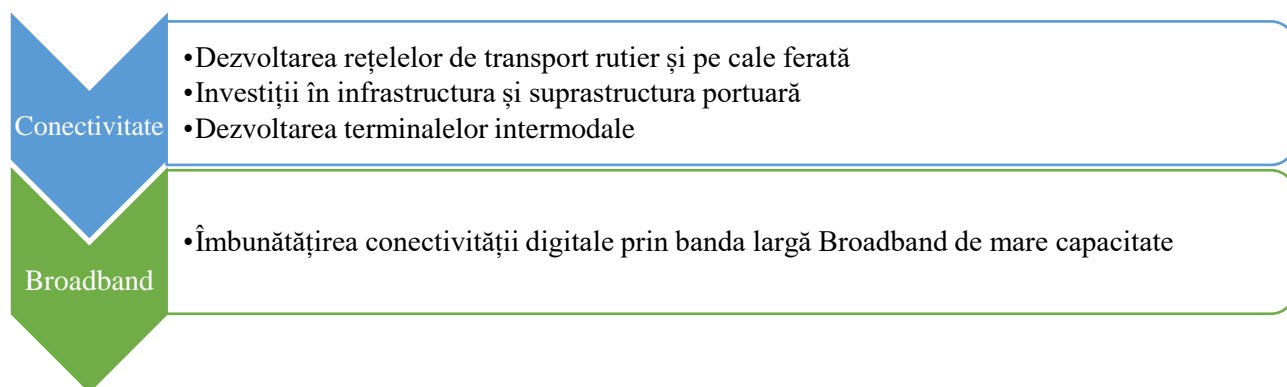 Conectivitate
•Dezvoltarea rețelelor de transport rutier și pe cale ferată
•Investiții în infrastructura și suprastructura portuară
•Dezvoltarea terminalelor intermodale
Broadband
•Îmbunătățirea conectivității digitale prin banda largă Broadband de mare capacitate